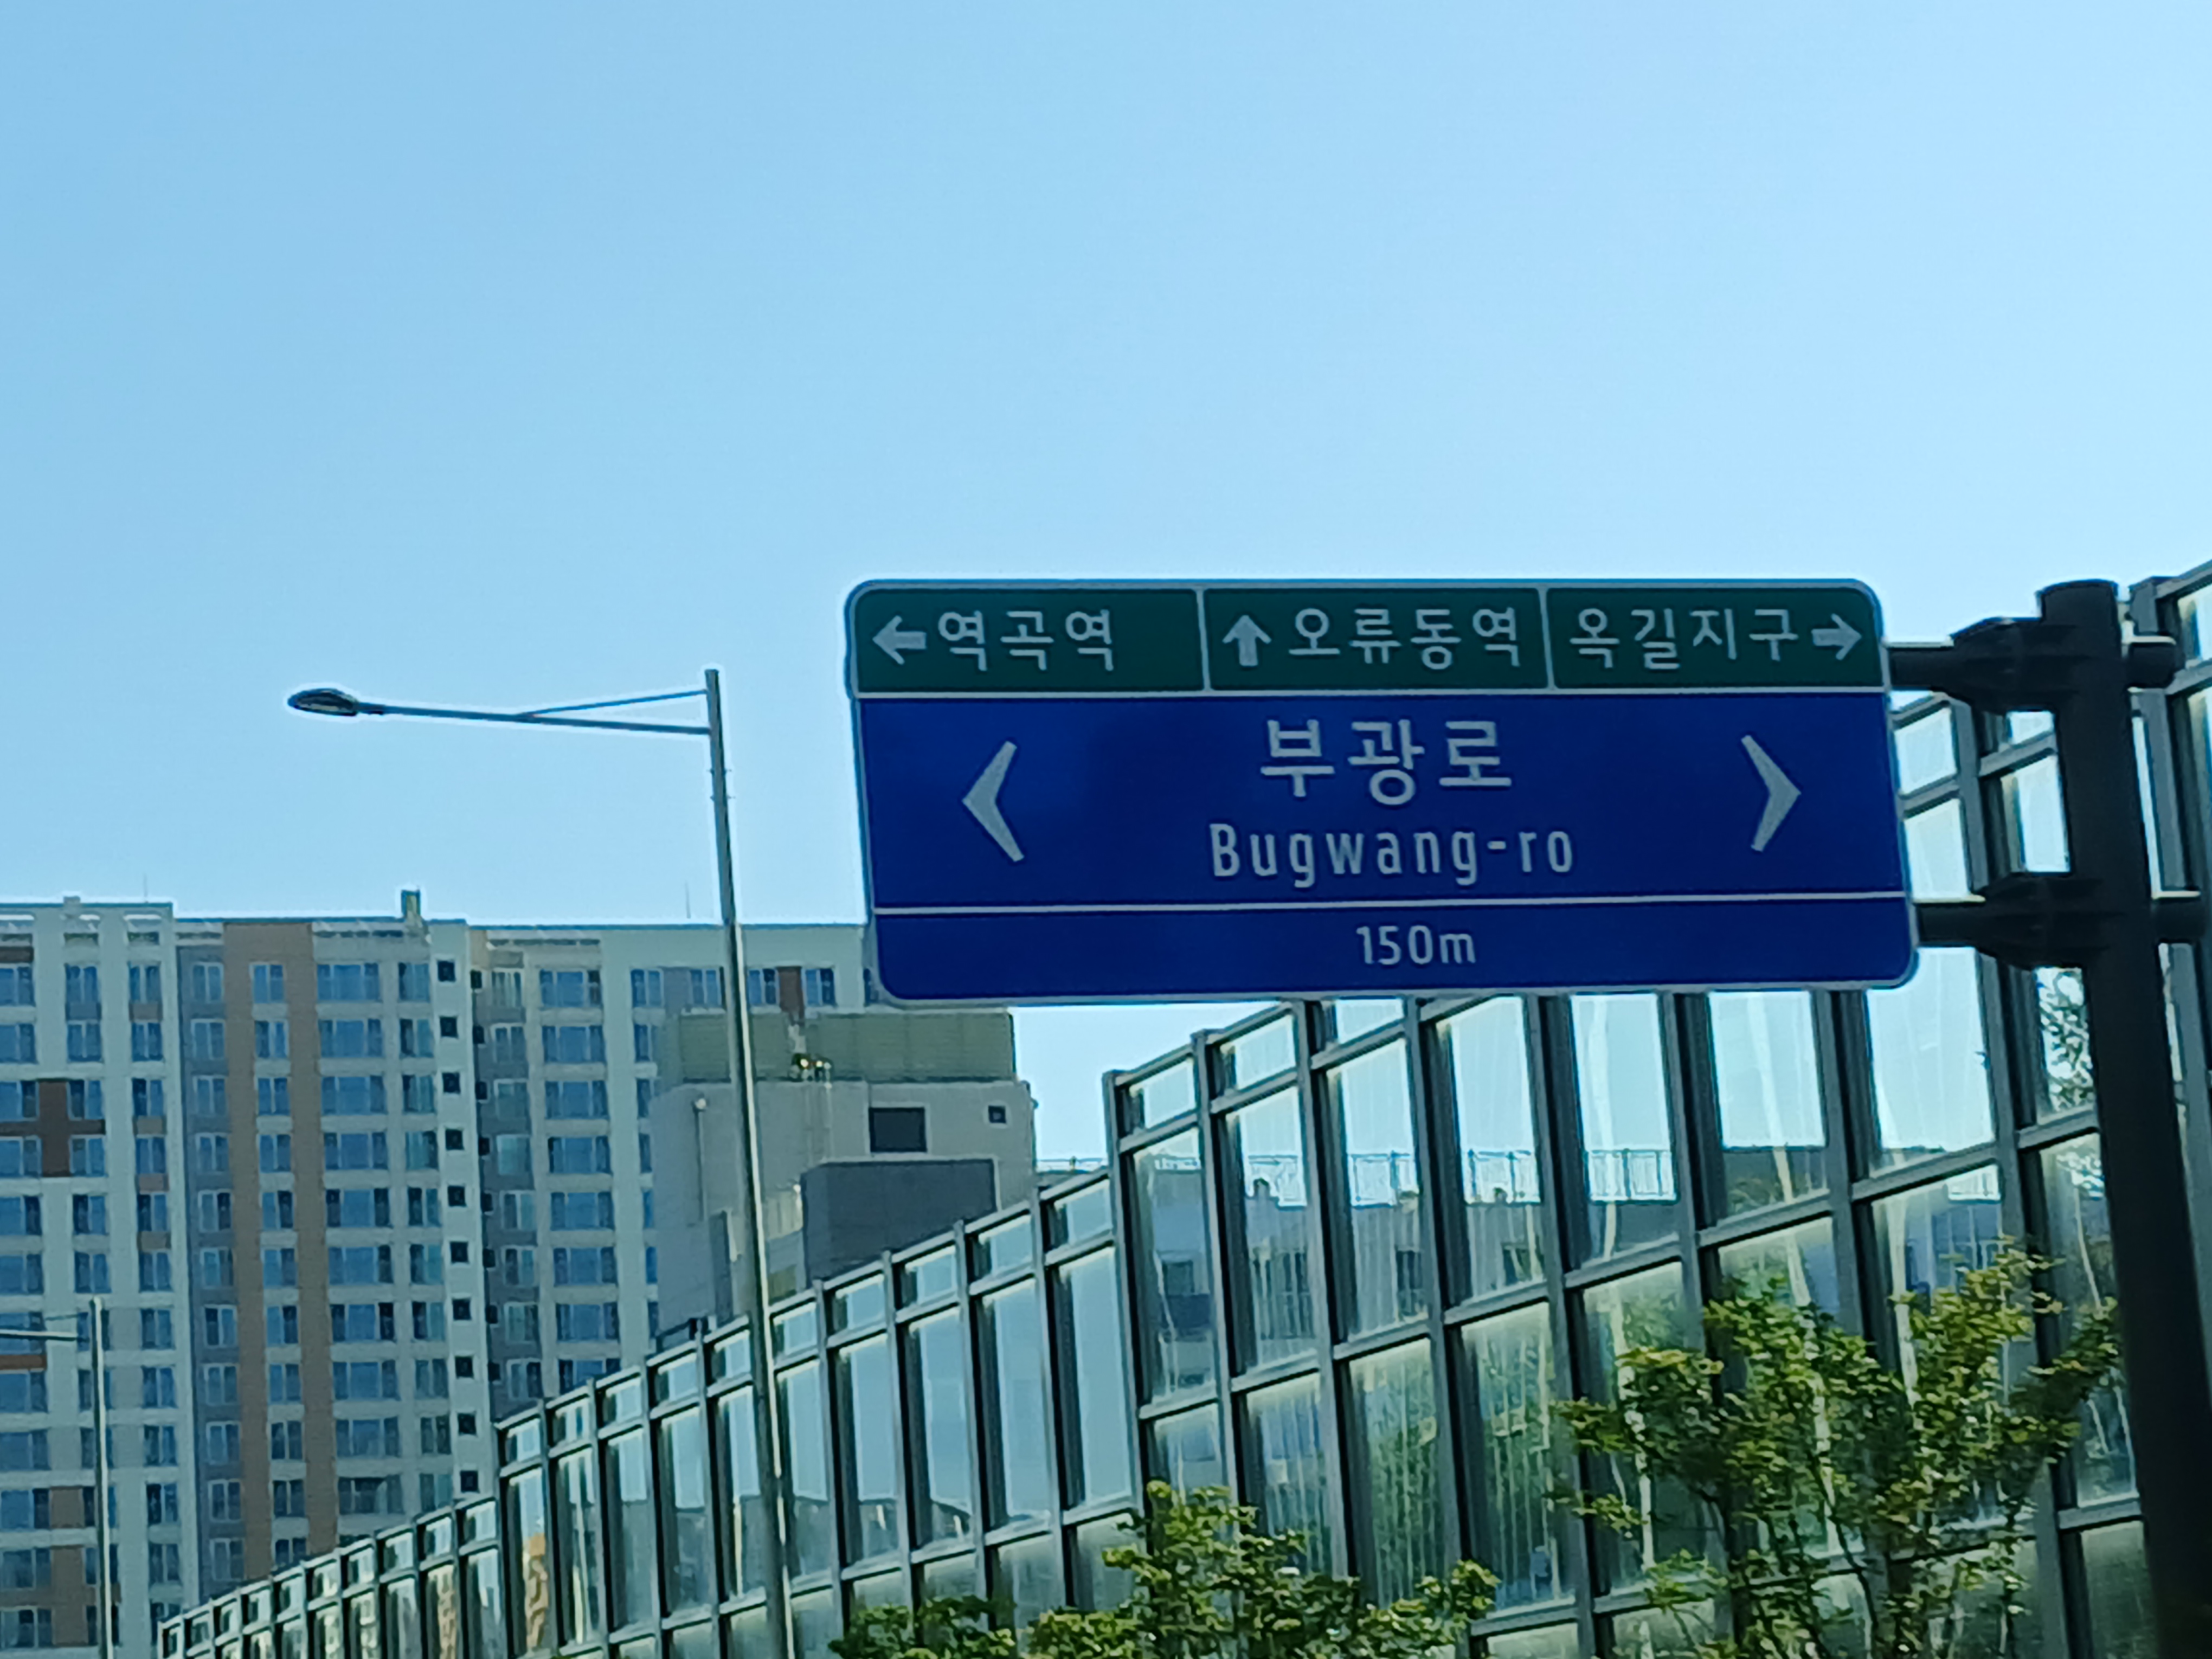 ←역곡역 ↑오류동역 옥길지구→
부광로
Bugwang-ro
150m